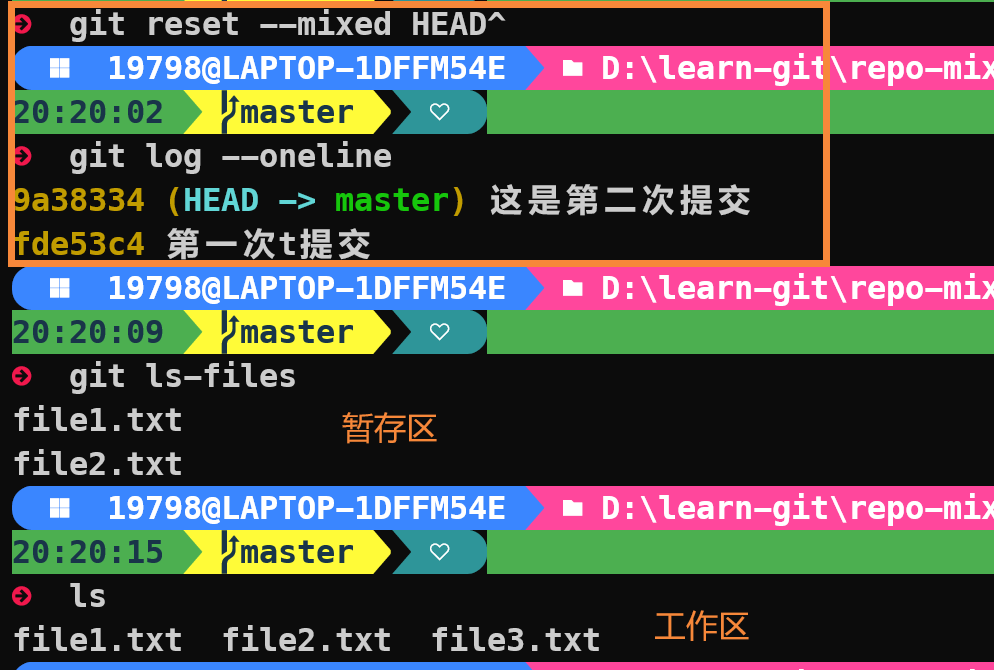 git reset --mixed HEAD^
19798@LAPTOP-1DFFM54E D:\learn-git\repo-mix
20:20:02 master
git log --oneline
9a38334 (HEAD -> master) 这是第二次提交
fde53c4 第一次t提交
19798@LAPTOP-1DFFM54E D:\learn-git\repo-mix
20:20:09 master
git ls-files
file1.txt
暂存区
file2.txt
19798@LAPTOP-1DFFM54E D:\learn-git\repo-mix
20:20:15 master
ls
file1.txt file2.txt file3.txt 工作区